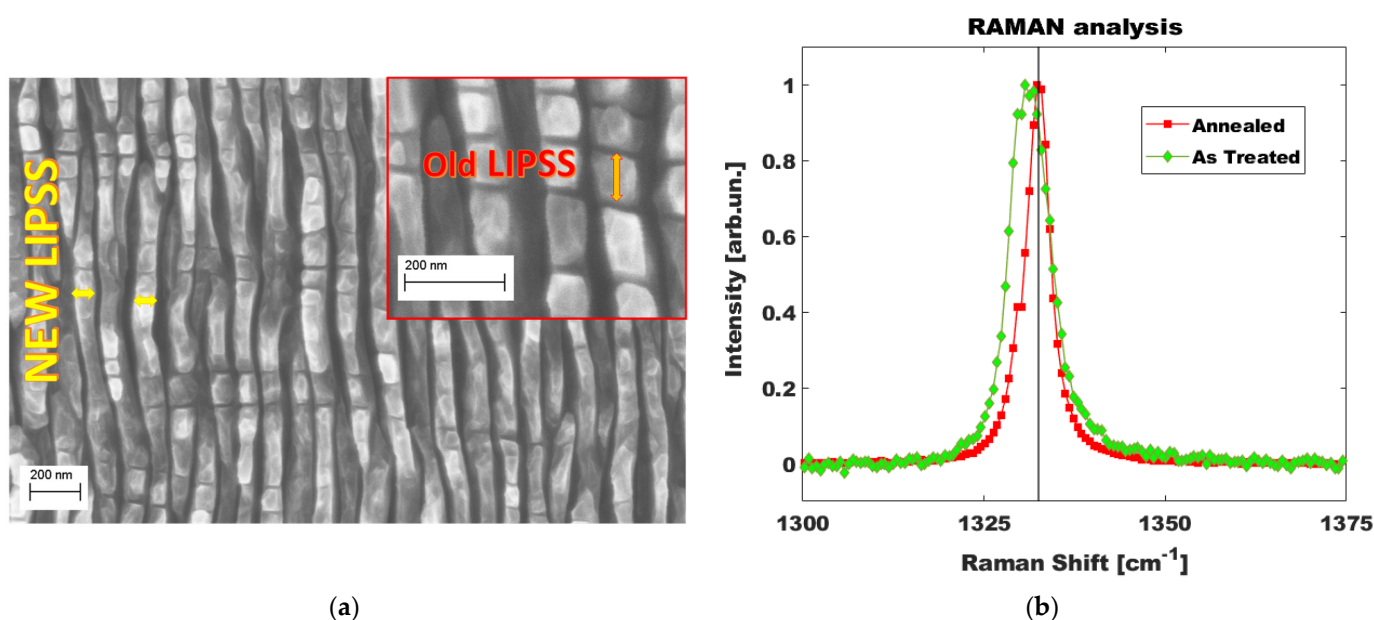 NEW LIPSS
200 nm
Old LIPSS
200 nm
(a)
RAMAN analysis
Intensity [arb.un.]
1
0.8
0.6
0.4
0.2
0
Annealed
As Treated
1300
1325
1350
1375
Raman Shift [cm-1]
(b)